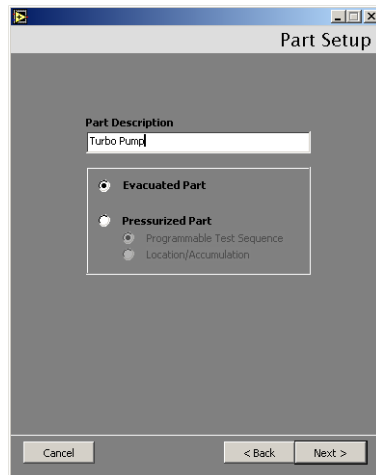 Part Setup
Part Description
Turbo Pump
Evacuated Part
Pressurized Part
Programmable Test Sequence
Location/Accumulation
Cancel
< Back
Next >